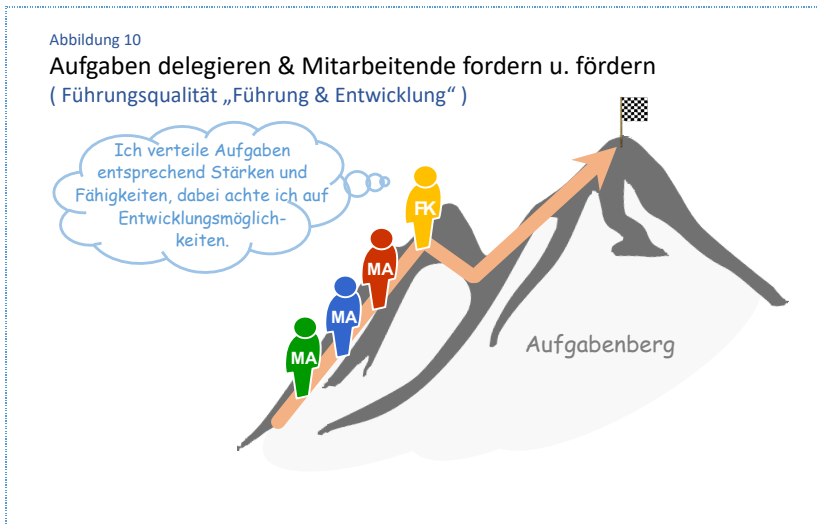 Abbildung 10
Aufgaben delegieren & Mitarbeitende fordern u. fördern
( Führungsqualität „Führung & Entwicklung“ )
Ich verteile Aufgaben
entsprechend Stärken und
Fähigkeiten, dabei achte ich auf
Entwicklungsmöglich-
keiten.
FK
MA
MA
MA
Aufgabenberg